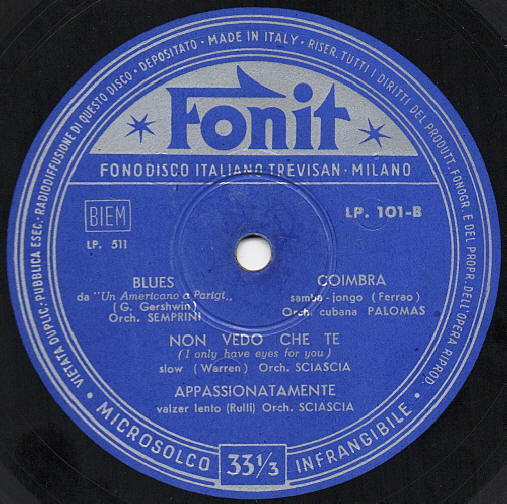 VIETATA DUPLIC.·PUBBLICA ESEC.·RADIODIFFUSIONE DI QUESTO DISCO·DEPOSITATO·MADE IN ITALY·RISER. TUTTI I DIRITTI DEL PRODUTT. FONOGR. E DEL PROPR. DELL'OPERA RIPROD.
Fonit
FONODISCO ITALIANO TREVISAN·MILANO
BIEM
LP. 101-B
LP. 511
BLUES
da "Un Americano a Parigi„
(G. Gershwin)
Orch. SEMPRINI
COIMBRA
samba-jongo (Ferrao)
Orch. cubana PALOMAS
NON VEDO CHE TE
(I only have eyes for you)
slow (Warren) Orch. SCIASCIA
APPASSIONATAMENTE
valzer lento (Rulli) Orch. SCIASCIA
MICROSOLCO 33 1/3 INFRANGIBILE